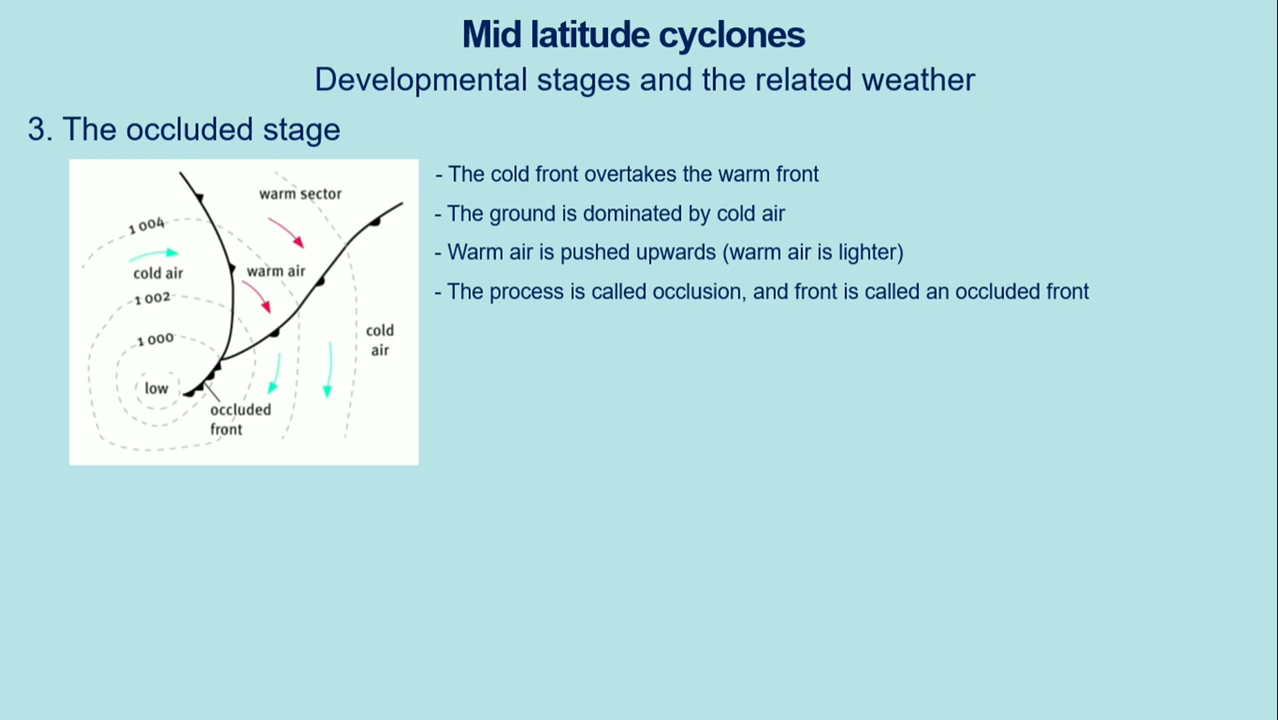 Mid latitude cyclones
Developmental stages and the related weather
3. The occluded stage
- The cold front overtakes the warm front
- The ground is dominated by cold air
- Warm air is pushed upwards (warm air is lighter)
- The process is called occlusion, and front is called an occluded front
warm sector
1 004
cold air
warm air
1 002
1 000
cold
air
low
occluded
front